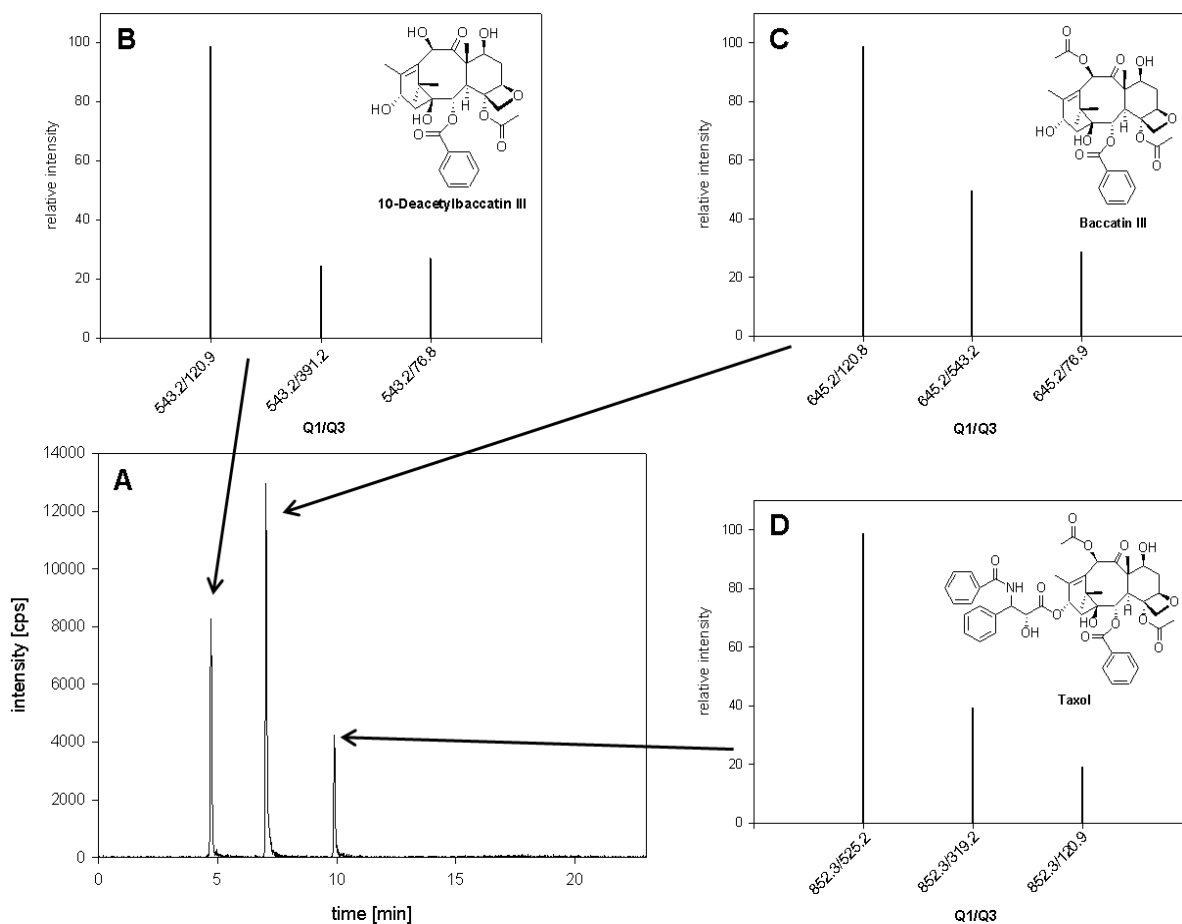 B
100
80
60
40
20
0
relative intensity
543.2/120.9
543.2/391.2
543.2/76.8
Q1/Q3
HO
O
OH
HO
HO
H
O
O
O
O
O
O
10-Deacetylbaccatin III
C
100
80
60
40
20
0
relative intensity
645.2/120.8
645.2/543.2
645.2/76.9
Q1/Q3
O
O
O
OH
HO
HO
H
O
O
O
O
O
Baccatin III
A
14000
12000
10000
8000
6000
4000
2000
0
intensity [cps]
0
5
10
15
20
time [min]
D
100
80
60
40
20
0
relative intensity
852.3/525.2
852.3/319.2
852.3/120.9
Q1/Q3
O
O
O
OH
O
NH
O
O
OH
HO
H
O
O
O
O
O
Taxol